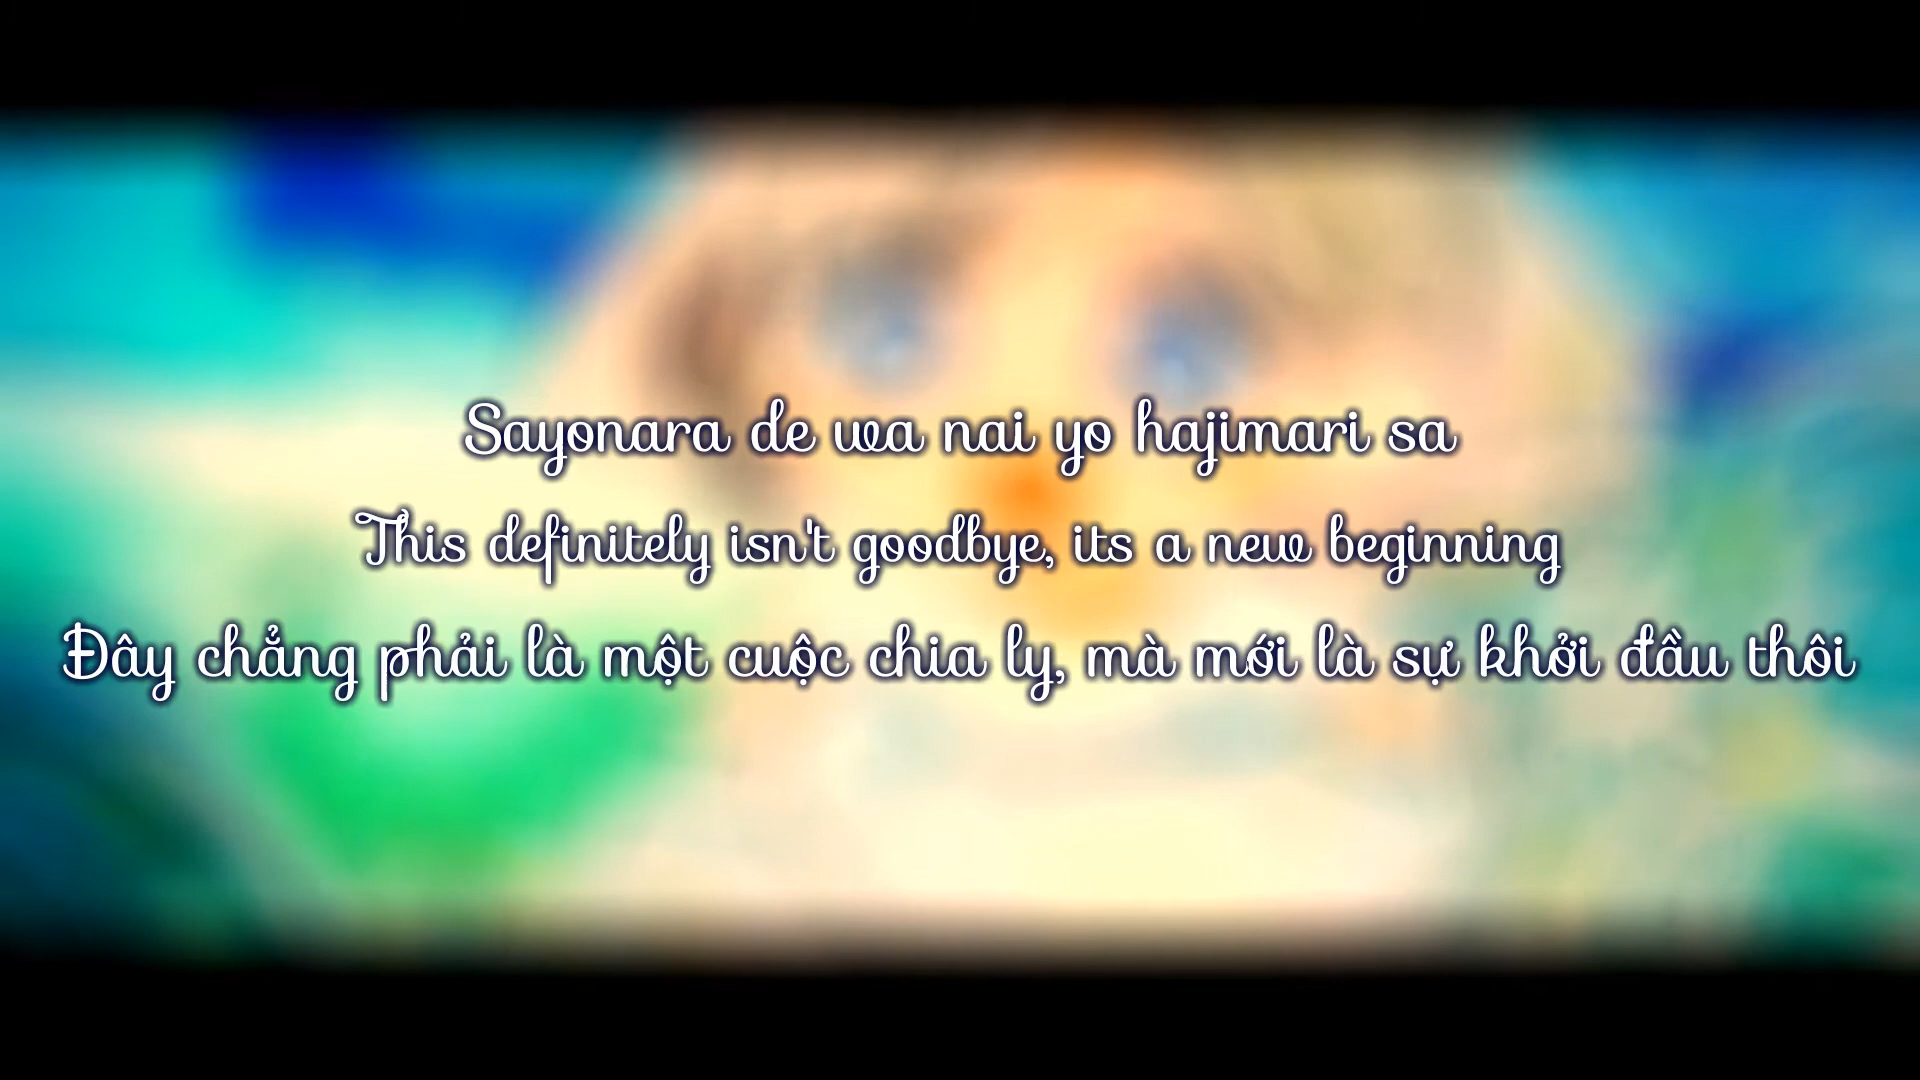 Sayonara de wa nai yo hajimari sa
This definitely isn't goodbye, its a new beginning
Đây chẳng phải là một cuộc chia ly, mà mới là sự khởi đầu thôi